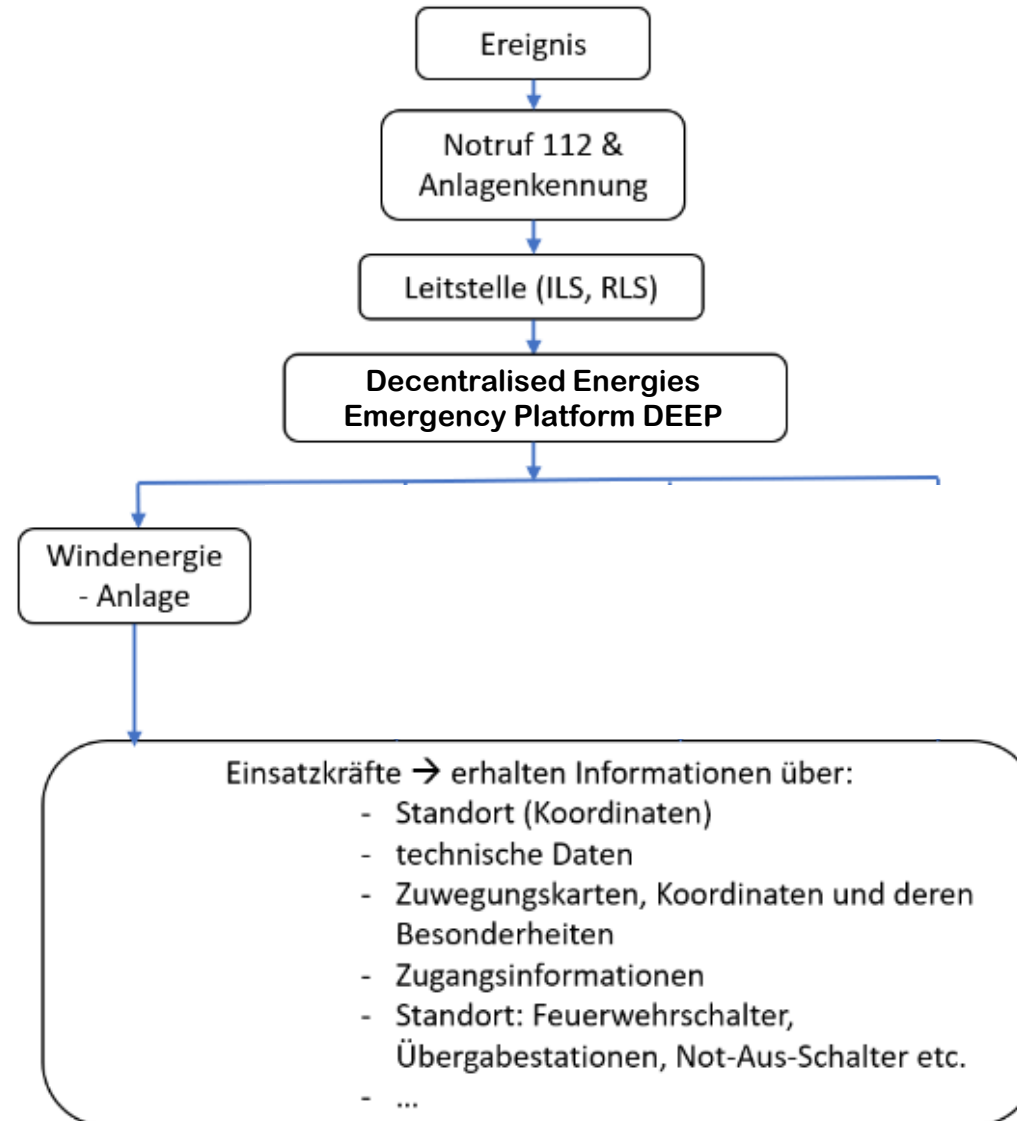 Ereignis
Notruf 112 &
Anlagenkennung
Leitstelle (ILS, RLS)
Decentralised Energies
Emergency Platform DEEP
Windenergie
- Anlage
Einsatzkräfte → erhalten Informationen über:
- Standort (Koordinaten)
- technische Daten
- Zuwegungskarten, Koordinaten und deren
Besonderheiten
- Zugangsinformationen
- Standort: Feuerwehrschalter,
Übergabestationen, Not-Aus-Schalter etc.
- ...